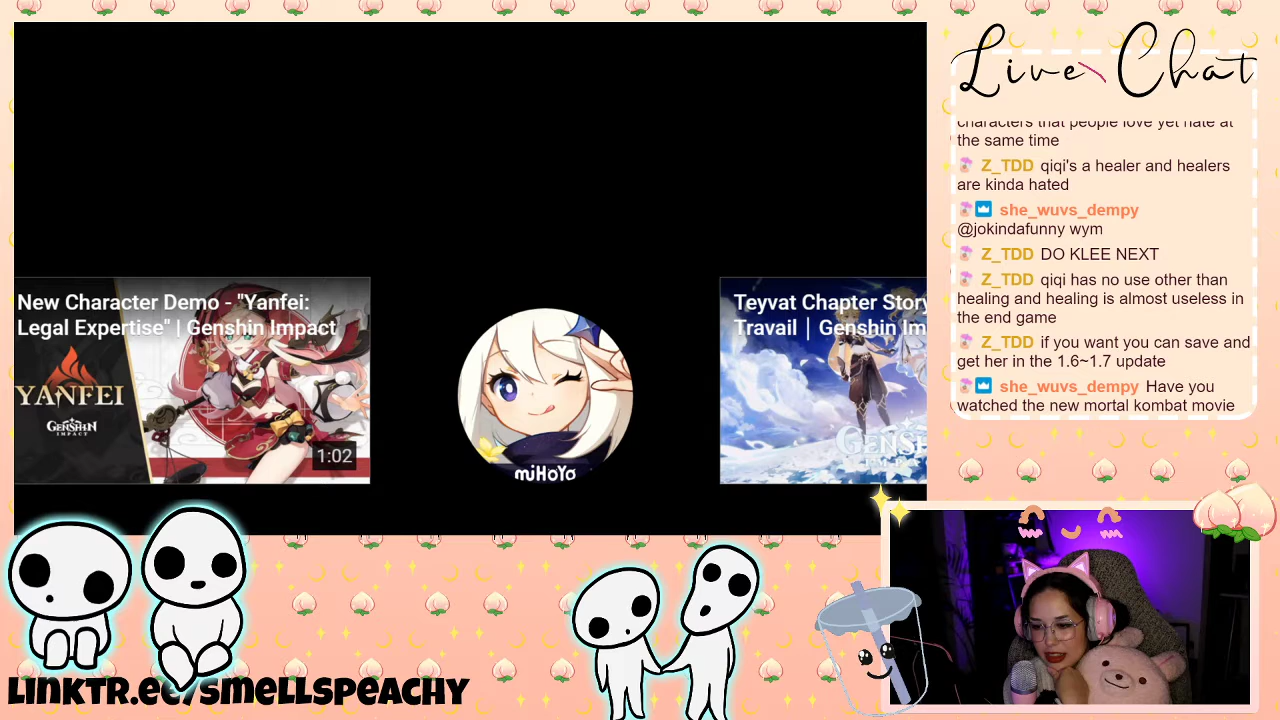 Live Chat
characters that people love yet hate at
the same time
Z_TDD qiqi's a healer and healers
are kinda hated
she_wuvs_dempy
@jokindafunny wym
Z_TDD DO KLEE NEXT
Z_TDD qiqi has no use other than
healing and healing is almost useless in
the end game
Z_TDD if you want you can save and
get her in the 1.6~1.7 update
she_wuvs_dempy Have you
watched the new mortal kombat movie
New Character Demo - "Yanfei:
Legal Expertise" | Genshin Impact
YANFEI
GENSHIN
IMPACT
1:02
miHoYo
Teyvat Chapter Story
Travail | Genshin Im
GENSH
IMP
linktr.ee/smellspeachy